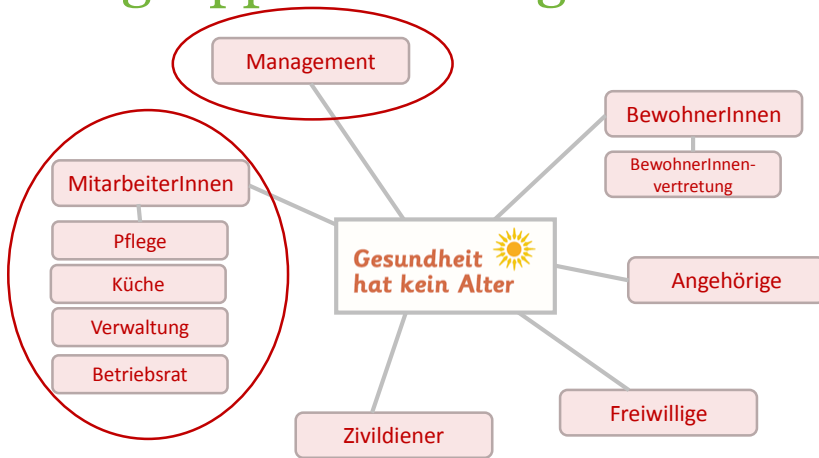 Management
BewohnerInnen
BewohnerInnen-
vertretung
MitarbeiterInnen
Pflege
Küche
Verwaltung
Betriebsrat
Gesundheit
hat kein Alter
Angehörige
Freiwillige
Zivildiener